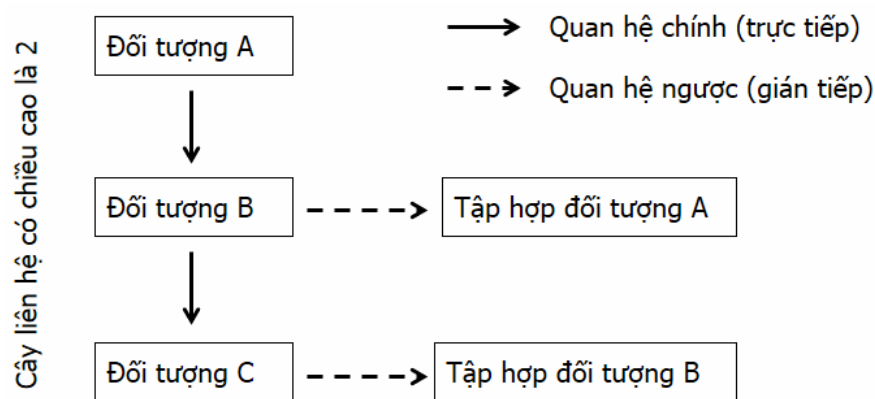 Cây liên hệ có chiều cao là 2
Đối tượng A
Quan hệ chính (trực tiếp)
Quan hệ ngược (gián tiếp)
Đối tượng B
Tập hợp đối tượng A
Đối tượng C
Tập hợp đối tượng B